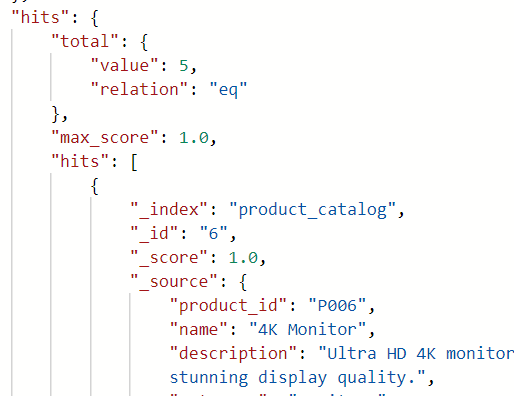 "hits": {
"total": {
"value": 5,
"relation": "eq"
},
"max_score": 1.0,
"hits": [
{
"_index": "product_catalog",
"_id": "6",
"_score": 1.0,
"_source": {
"product_id": "P006",
"name": "4K Monitor",
"description": "Ultra HD 4K monitor
stunning display quality.",